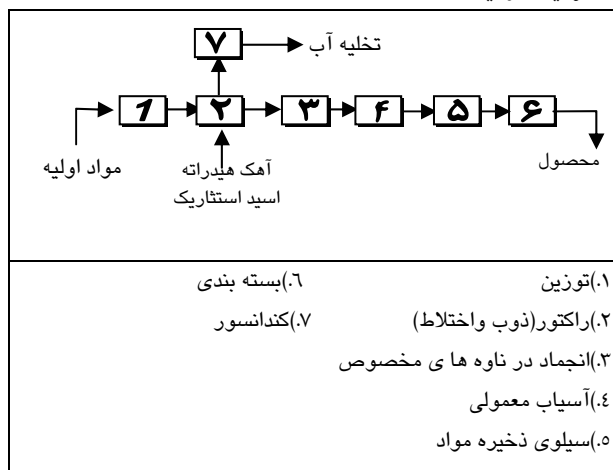 ۷ تخلیه آب
۱ ۲ ۳ ۴ ۵ ۶
مواد اولیه
آهک هیدراته
اسید استئاریک
محصول
۱.)توزین
۶.)بسته بندی
۲.)راکتور(ذوب واختلاط)
۷.)کندانسور
۳.)انجماد در ناوه ها ی مخصوص
۴.)آسیاب معمولی
۵.)سیلوی ذخیره مواد